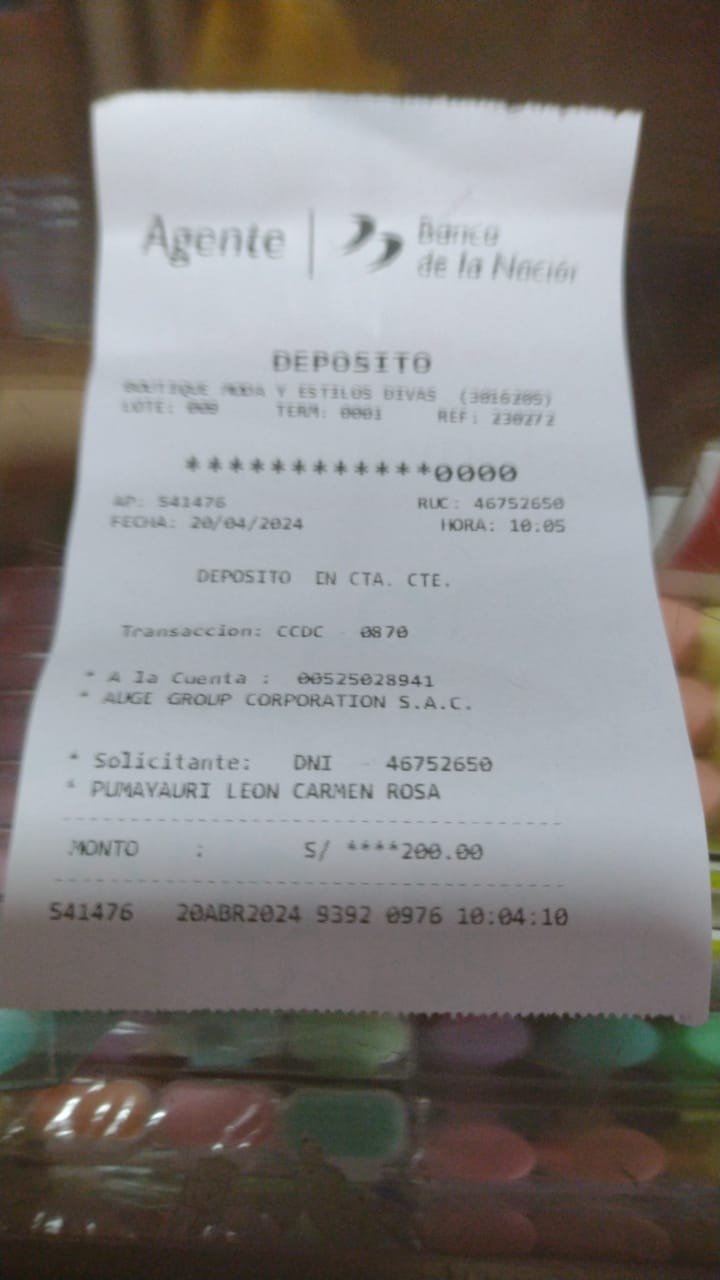 Agente | Banco
de la Nación
DEPOSITO
BOUTIQUE MODA Y ESTILOS DIVAS (3016205)
LOTE: 009 TERM: 0001 REF: 230272
************0000
AP: 541476 RUC: 46752650
FECHA: 20/04/2024 HORA: 10:05
DEPOSITO EN CTA. CTE.
Transaccion: CCDC - 0870
* A la Cuenta : 00525028941
* AUGE GROUP CORPORATION S.A.C.
* Solicitante: DNI - 46752650
* PUMAYAURI LEON CARMEN ROSA
MONTO : S/ ****200.00
541476 20ABR2024 9392 0976 10:04:10